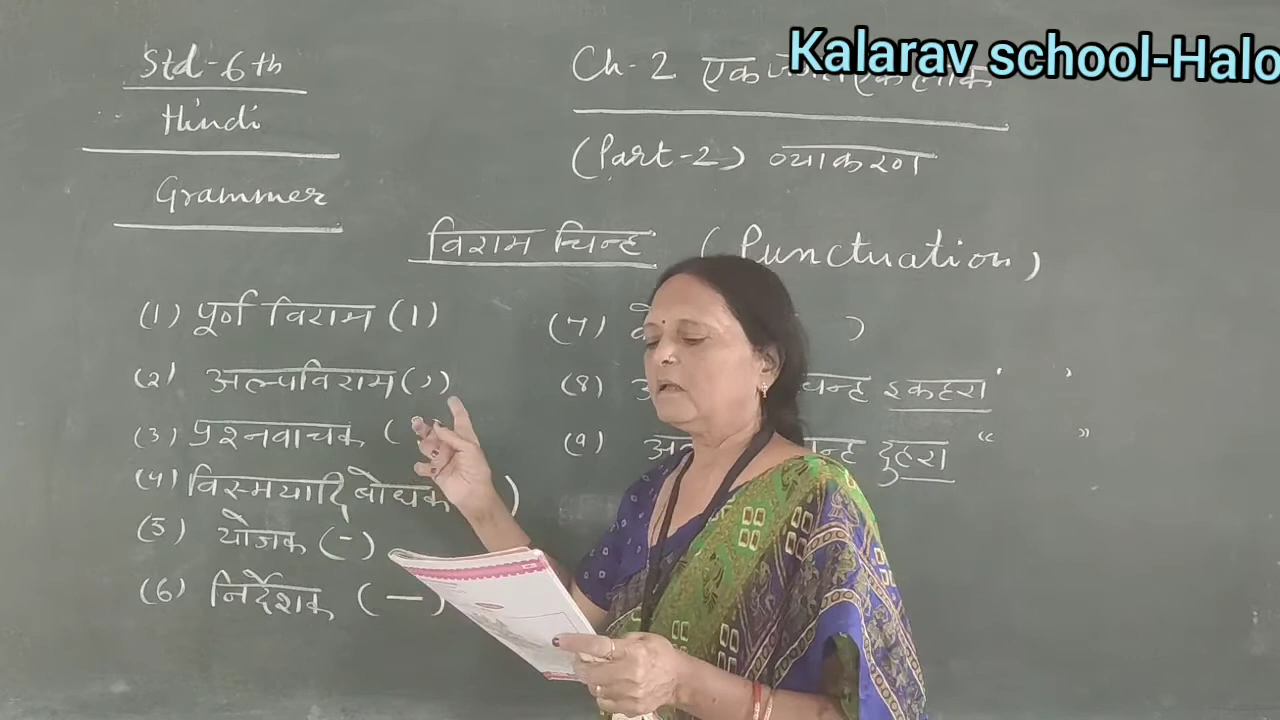 Kalarav school-Halo
Std-6th
Hindi
Grammer
Ch-2 एक
(Part-2) व्याकरण
विराम चिन्ह (Punctuation)
(1) पूर्ण विराम (।)
(2) अल्पविराम (,)
(3) प्रश्नवाचक (
(4) विस्मयादिबोधक )
(5) योजक (-)
(6) निर्देशक (—)
(7) )
(8) अ चिन्ह इकहरा ' '
(9) अ चिन्ह दुहरा “ ”